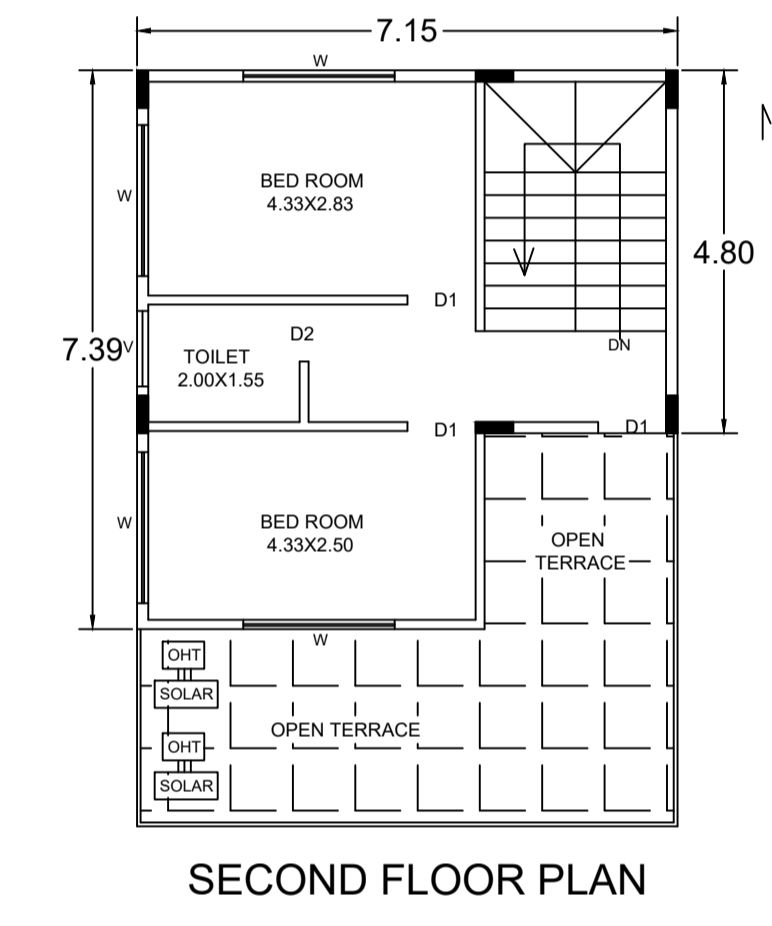 7.15
W
BED ROOM
4.33X2.83
W
4.80
D1
D2
DN
7.39
V
TOILET
2.00X1.55
D1
D1
W
BED ROOM
4.33X2.50
OPEN
TERRACE
W
OHT
SOLAR
OPEN TERRACE
OHT
SOLAR
SECOND FLOOR PLAN